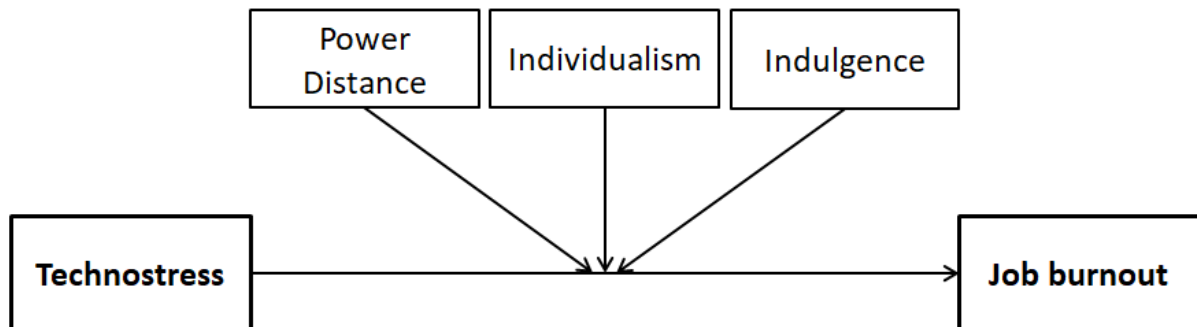 Power
Distance
Individualism
Indulgence
Technostress
Job burnout